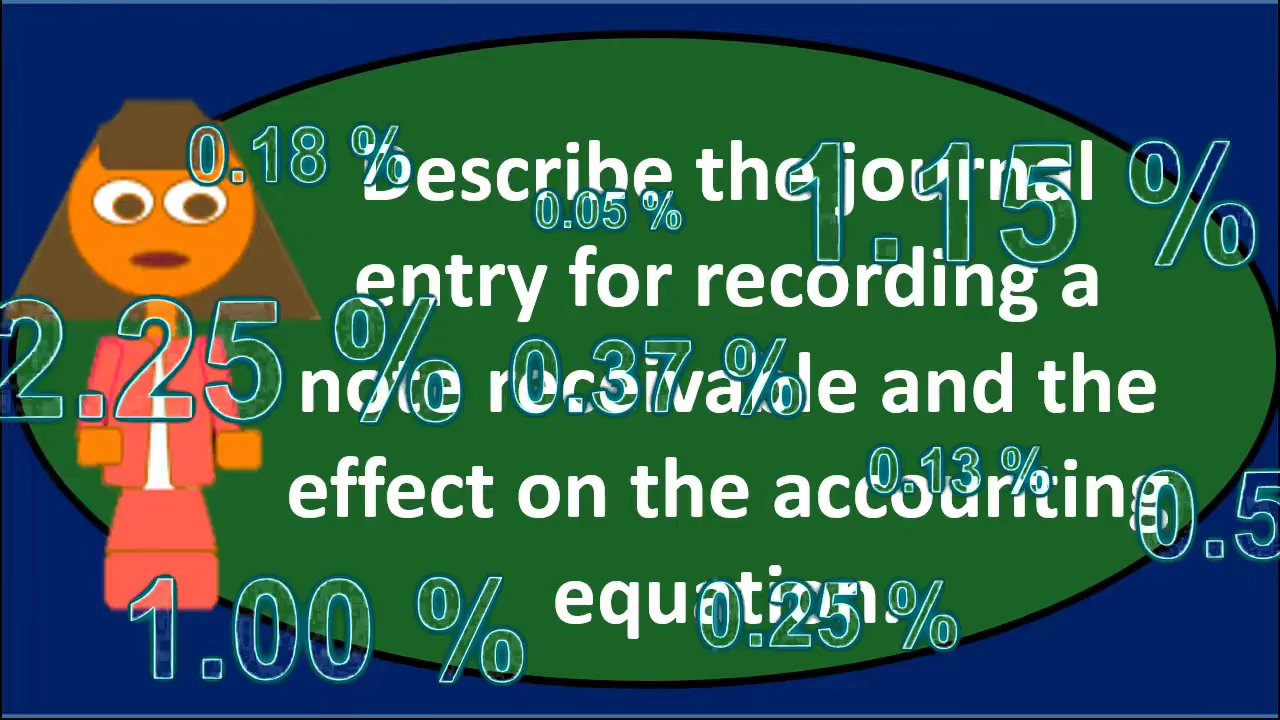 0.18 %
Describe the journal
0.05 %
1.15 %
entry for recording a
2.25 %
0.37 %
note receivable and the
0.13 %
effect on the accounting
0.5
1.00 %
0.25 %
equation.